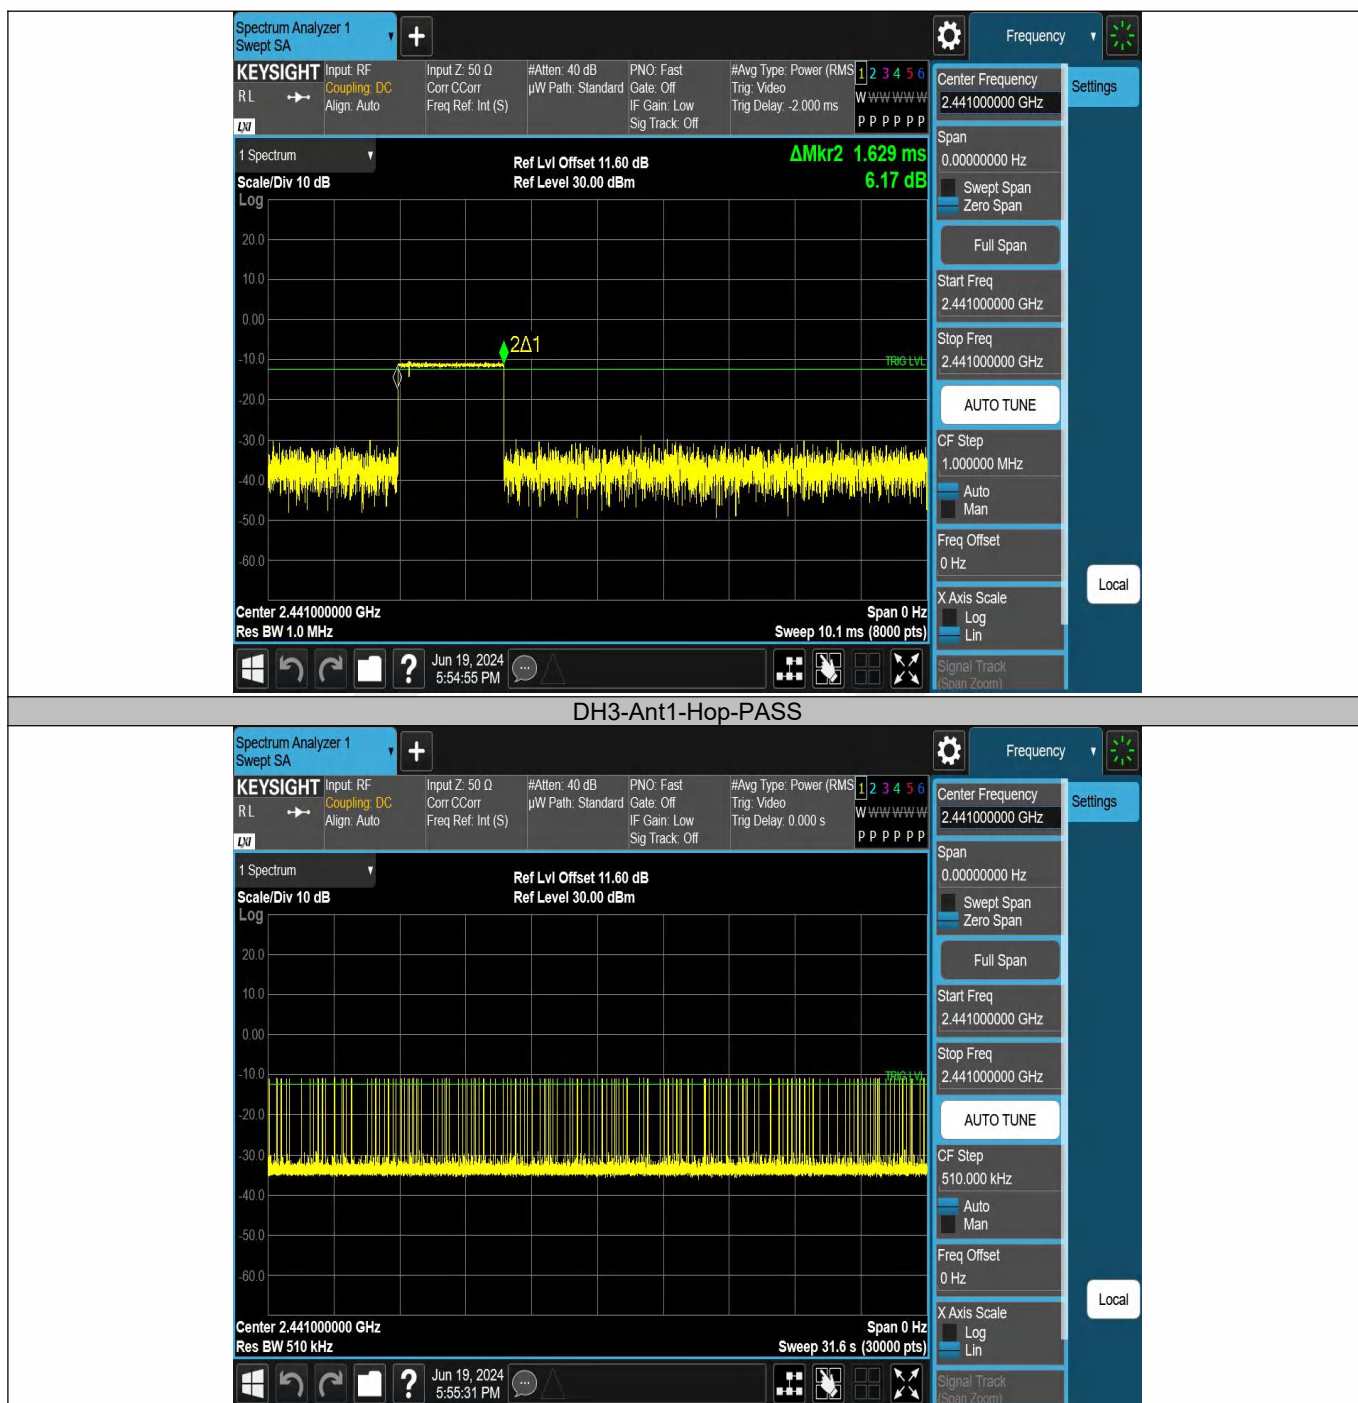 Spectrum Analyzer 1
Swept SA
Frequency
KEYSIGHT
RL
LXI
Input: RF
Coupling: DC
Align: Auto
Input Z: 50 Ω
Corr CCorr
Freq Ref: Int (S)
#Atten: 40 dB
µW Path: Standard
PNO: Fast
Gate: Off
IF Gain: Low
Sig Track: Off
#Avg Type: Power (RMS
Trig: Video
Trig Delay: -2.000 ms
1 2 3 4 5 6
W W W W W W
P P P P P P
Center Frequency
2.441000000 GHz
Settings
1 Spectrum
Scale/Div 10 dB
Log
Ref Lvl Offset 11.60 dB
Ref Level 30.00 dBm
ΔMkr2 1.629 ms
6.17 dB
Span
0.00000000 Hz
Swept Span
Zero Span
Full Span
Start Freq
2.441000000 GHz
Stop Freq
2.441000000 GHz
AUTO TUNE
CF Step
1.000000 MHz
Auto
Man
Freq Offset
0 Hz
X Axis Scale
Log
Lin
Signal Track
(Span Zoom)
Local
20.0
10.0
0.00
-10.0
-20.0
-30.0
-40.0
-50.0
-60.0
2Δ1
TRIG LVL
Center 2.441000000 GHz
Res BW 1.0 MHz
Span 0 Hz
Sweep 10.1 ms (8000 pts)
Jun 19, 2024
5:54:55 PM
DH3-Ant1-Hop-PASS
Spectrum Analyzer 1
Swept SA
Frequency
KEYSIGHT
RL
LXI
Input: RF
Coupling: DC
Align: Auto
Input Z: 50 Ω
Corr CCorr
Freq Ref: Int (S)
#Atten: 40 dB
µW Path: Standard
PNO: Fast
Gate: Off
IF Gain: Low
Sig Track: Off
#Avg Type: Power (RMS
Trig: Video
Trig Delay: 0.000 s
1 2 3 4 5 6
W W W W W W
P P P P P P
Center Frequency
2.441000000 GHz
Settings
1 Spectrum
Scale/Div 10 dB
Log
Ref Lvl Offset 11.60 dB
Ref Level 30.00 dBm
Span
0.00000000 Hz
Swept Span
Zero Span
Full Span
Start Freq
2.441000000 GHz
Stop Freq
2.441000000 GHz
AUTO TUNE
CF Step
510.000 kHz
Auto
Man
Freq Offset
0 Hz
X Axis Scale
Log
Lin
Signal Track
(Span Zoom)
Local
20.0
10.0
0.00
-10.0
-20.0
-30.0
-40.0
-50.0
-60.0
TRIG LVL
Center 2.441000000 GHz
Res BW 510 kHz
Span 0 Hz
Sweep 31.6 s (30000 pts)
Jun 19, 2024
5:55:31 PM